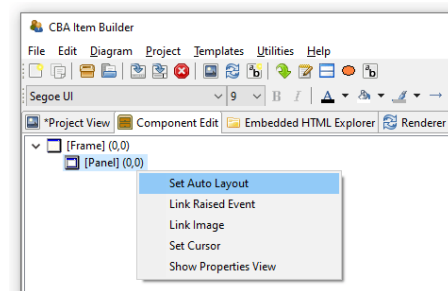 CBA Item Builder
File Edit Diagram Project Templates Utilities Help
Segoe UI 9 B I A
*Project View Component Edit Embedded HTML Explorer Renderer
[Frame] (0,0)
[Panel] (0,0)
Set Auto Layout
Link Raised Event
Link Image
Set Cursor
Show Properties View